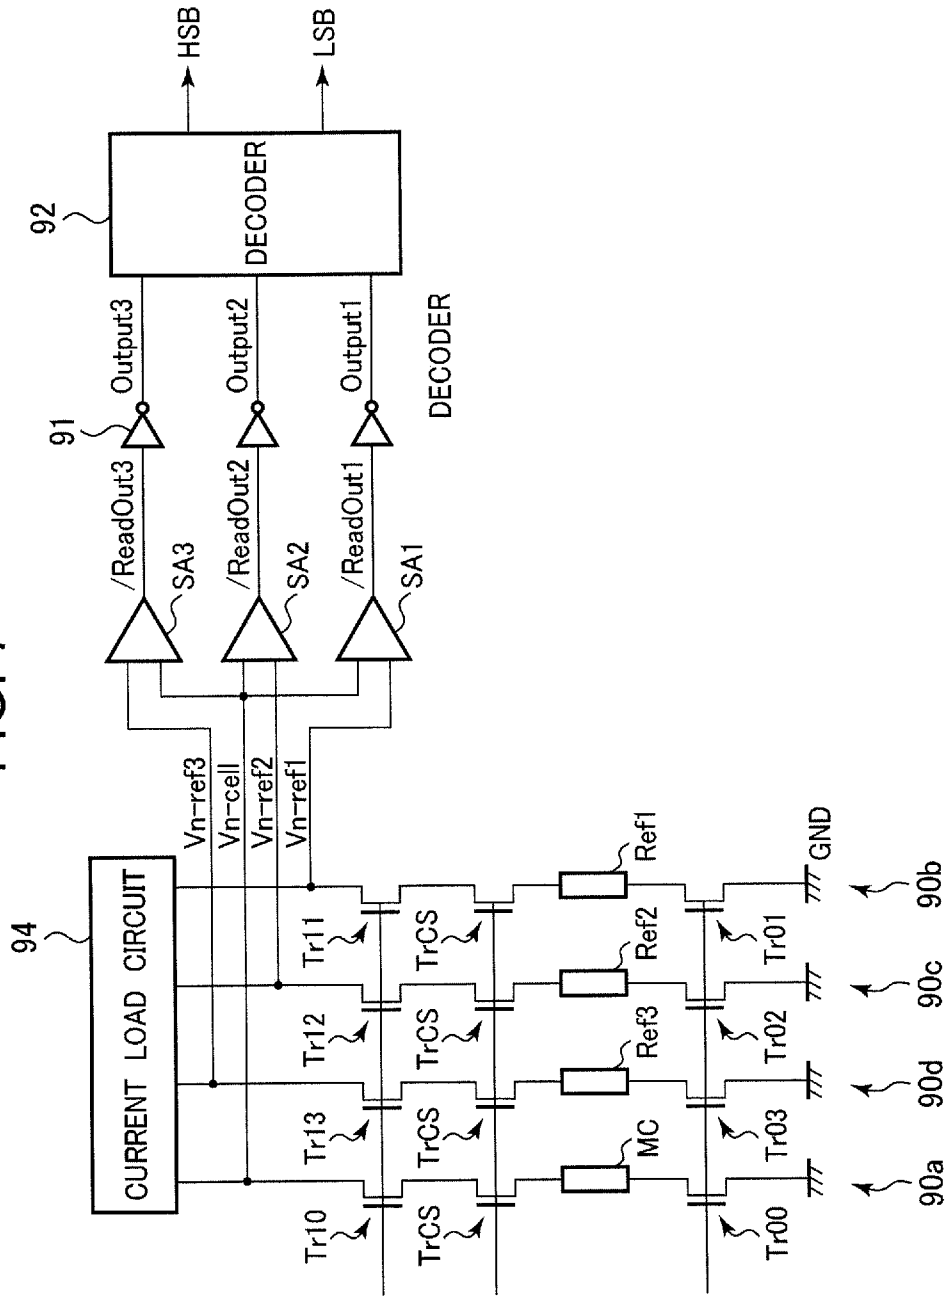 94
CURRENT LOAD CIRCUIT
Vn-ref3
Vn-cell
Vn-ref2
Vn-ref1
SA3
SA2
SA1
/ReadOut3
/ReadOut2
/ReadOut1
91
Output3
Output2
Output1
92
DECODER
DECODER
HSB
LSB
Tr10
Tr13
Tr12
Tr11
TrCS
TrCS
TrCS
TrCS
MC
Ref3
Ref2
Ref1
Tr00
Tr03
Tr02
Tr01
GND
90a
90d
90c
90b